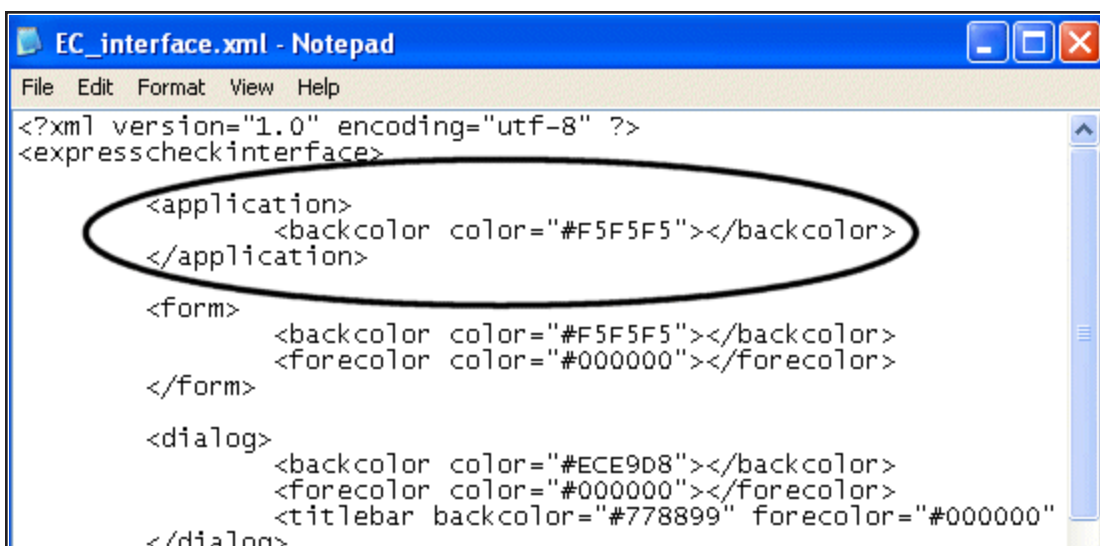 EC_interface.xml - Notepad
File Edit Format View Help
<?xml version="1.0" encoding="utf-8" ?>
<expresscheckinterface>
<application>
<backcolor color="#F5F5F5"></backcolor>
</application>
<form>
<backcolor color="#F5F5F5"></backcolor>
<forecolor color="#000000"></forecolor>
</form>
<dialog>
<backcolor color="#ECE9D8"></backcolor>
<forecolor color="#000000"></forecolor>
<titlebar backcolor="#778899" forecolor="#000000"
</dialog>